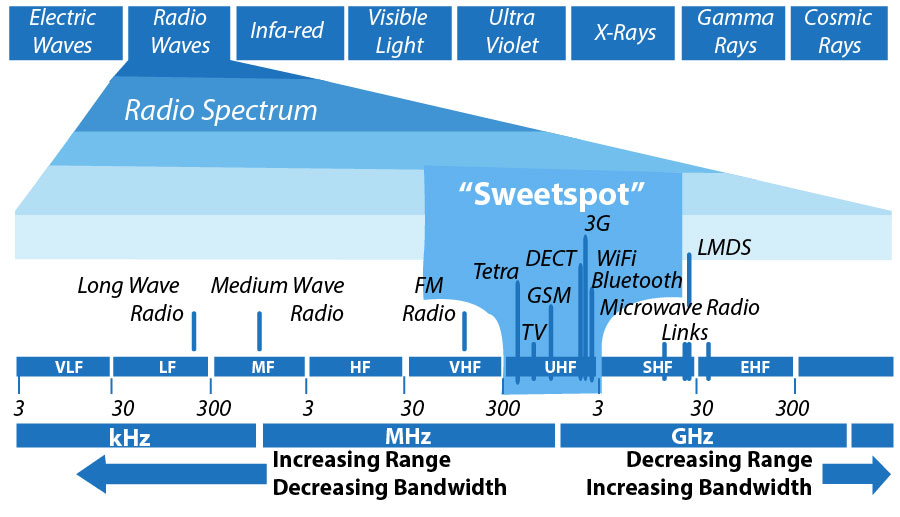 Electric Waves
Radio Waves
Infa-red
Visible Light
Ultra Violet
X-Rays
Gamma Rays
Cosmic Rays
Radio Spectrum
“Sweetspot”
3G
LMDS
DECT
WiFi
Tetra
Bluetooth
Long Wave Radio
Medium Wave Radio
FM Radio
GSM
Microwave Radio Links
TV
VLF
LF
MF
HF
VHF
UHF
SHF
EHF
3
30
300
3
30
300
3
30
300
kHz
MHz
GHz
Increasing Range
Decreasing Bandwidth
Decreasing Range
Increasing Bandwidth